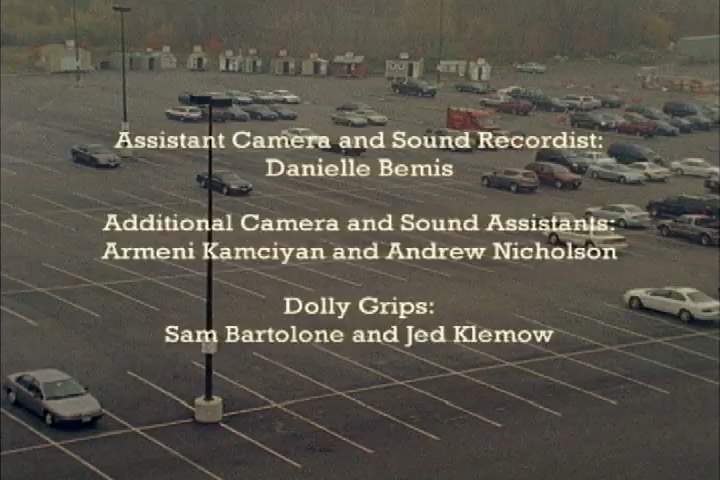 Assistant Camera and Sound Recordist:
Danielle Bemis
Additional Camera and Sound Assistants:
Armeni Kamciyan and Andrew Nicholson
Dolly Grips:
Sam Bartolone and Jed Klemow